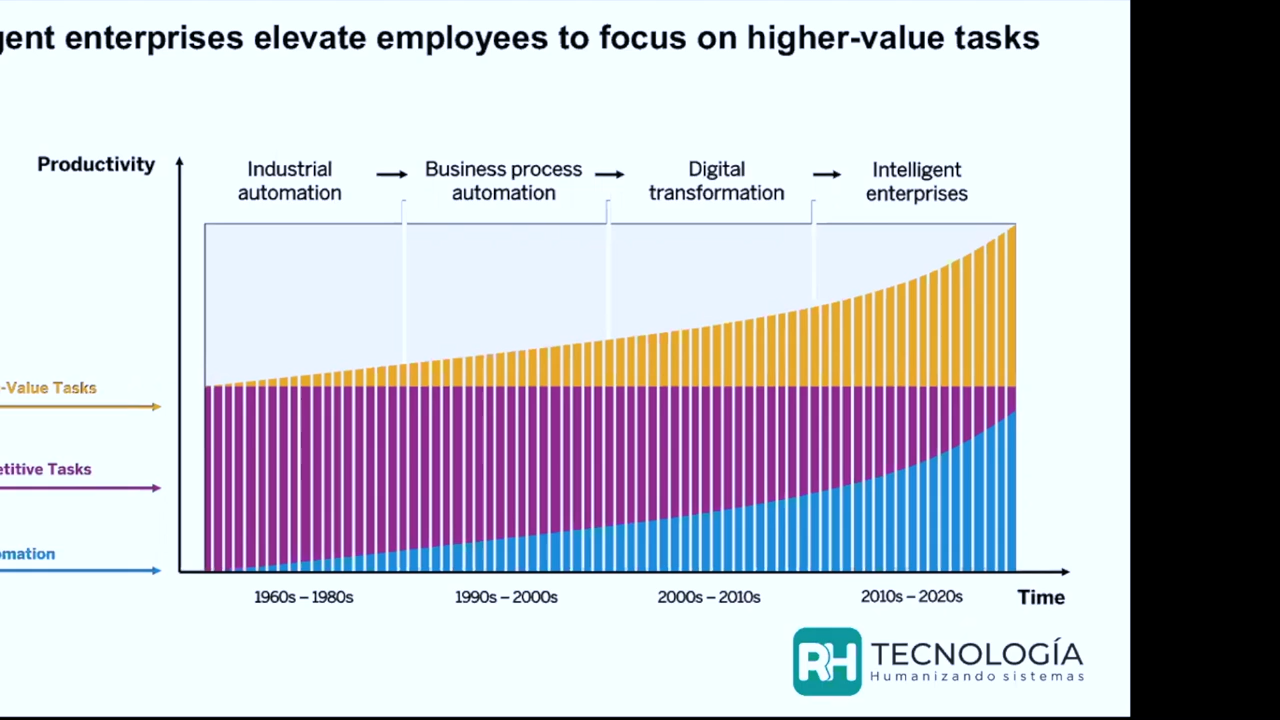 gent enterprises elevate employees to focus on higher-value tasks
Productivity
Industrial
automation
Business process
automation
Digital
transformation
Intelligent
enterprises
-Value Tasks
etitive Tasks
omation
1960s – 1980s
1990s – 2000s
2000s – 2010s
2010s – 2020s
Time
RH TECNOLOGÍA
Humanizando sistemas